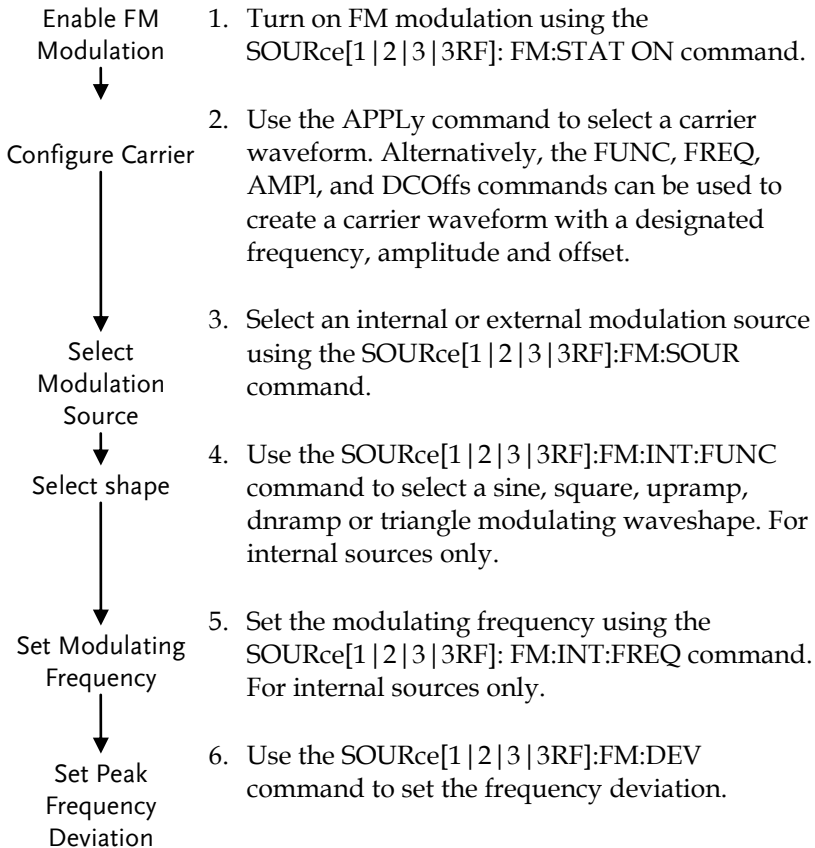 Enable FM
Modulation
1. Turn on FM modulation using the
SOURce[1|2|3|3RF]: FM:STAT ON command.
Configure Carrier
2. Use the APPLy command to select a carrier
waveform. Alternatively, the FUNC, FREQ,
AMPl, and DCOffs commands can be used to
create a carrier waveform with a designated
frequency, amplitude and offset.
Select
Modulation
Source
3. Select an internal or external modulation source
using the SOURce[1|2|3|3RF]:FM:SOUR
command.
Select shape
4. Use the SOURce[1|2|3|3RF]:FM:INT:FUNC
command to select a sine, square, upramp,
dnramp or triangle modulating waveshape. For
internal sources only.
Set Modulating
Frequency
5. Set the modulating frequency using the
SOURce[1|2|3|3RF]: FM:INT:FREQ command.
For internal sources only.
Set Peak
Frequency
Deviation
6. Use the SOURce[1|2|3|3RF]:FM:DEV
command to set the frequency deviation.